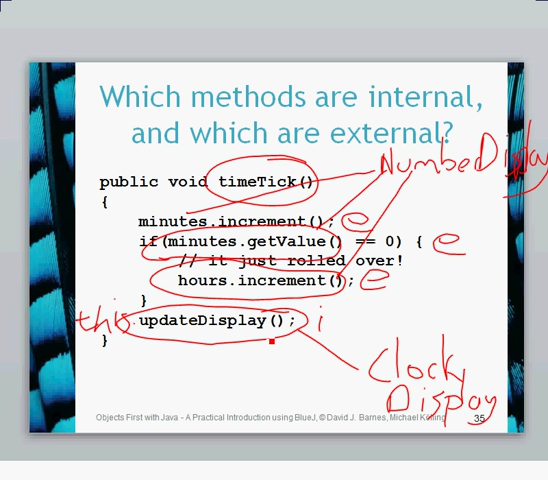 Which methods are internal,
and which are external?
NumbeDisplay
public void timeTick()
{
minutes.increment(); e
if(minutes.getValue() == 0) { e
// it just rolled over!
hours.increment(); e
}
this. updateDisplay(); i
}
Clock
Display
Objects First with Java - A Practical Introduction using BlueJ, © David J. Barnes, Michael Kölling
35